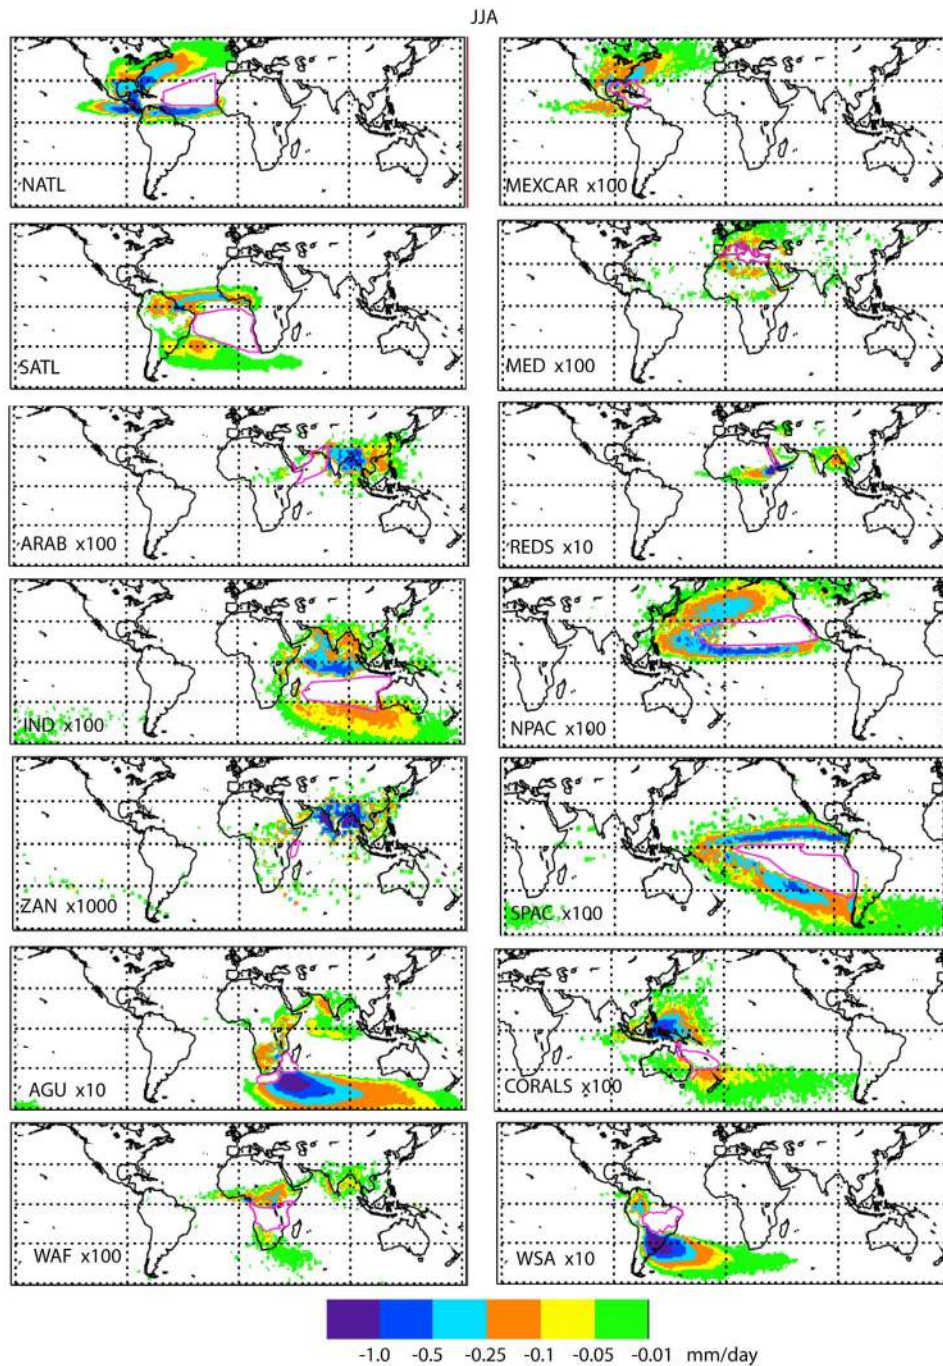 JJA
NATL
MEXCAR x100
SATL
MED x100
ARAB x100
REDS x10
IND x100
NPAC x100
ZAN x1000
SPAC x100
AGU x10
CORALS x100
WAF x100
WSA x10
-1.0 -0.5 -0.25 -0.1 -0.05 -0.01 mm/day